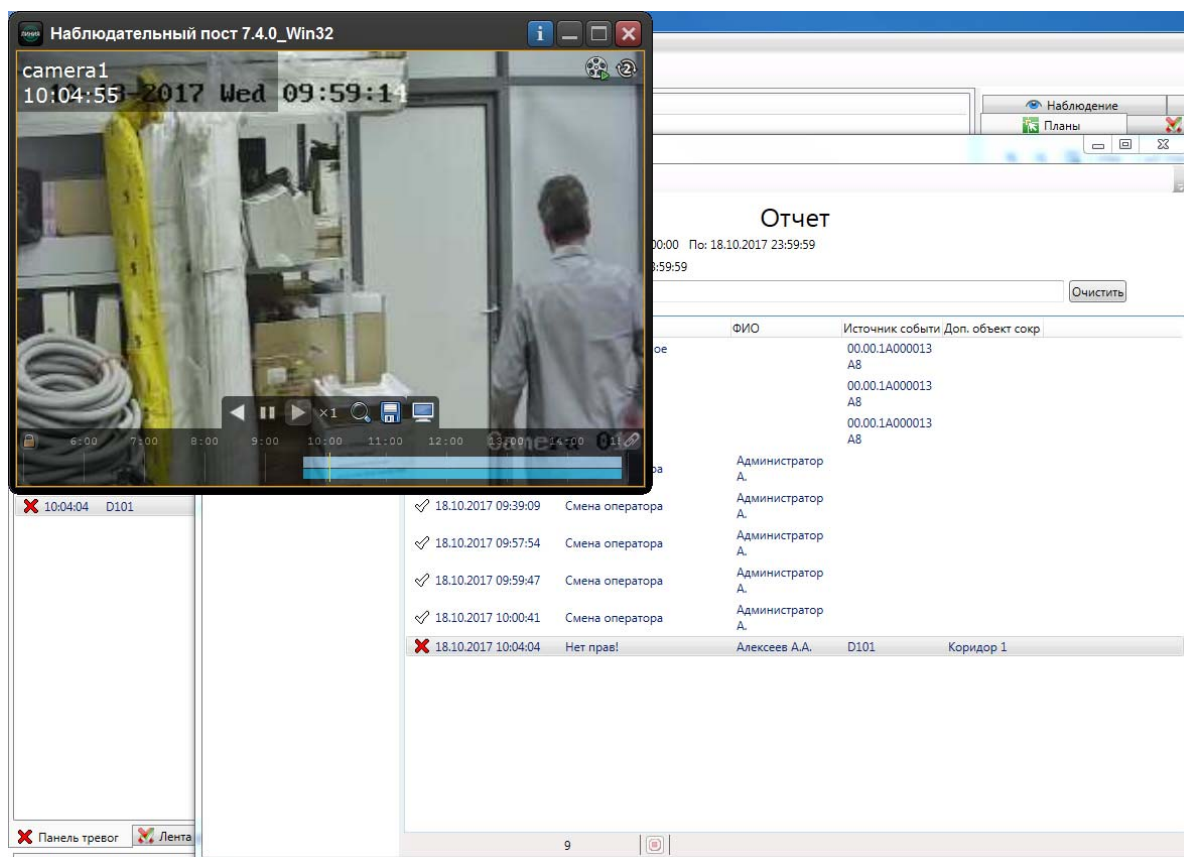 Наблюдательный пост 7.4.0_Win32
camera1
10:04:55
-2017 Wed 09:59:14
6:00 7:00 8:00 9:00 10:00 11:00 12:00 13:00 14:00
Наблюдение
Планы
Отчет
00:00 По: 18.10.2017 23:59:59
3:59:59
Очистить
ФИО Источник событи Доп. объект сокр
ое 00.00.1A000013
A8
00.00.1A000013
A8
00.00.1A000013
A8
ра Администратор
А.
18.10.2017 09:39:09 Смена оператора Администратор
А.
18.10.2017 09:57:54 Смена оператора Администратор
А.
18.10.2017 09:59:47 Смена оператора Администратор
А.
18.10.2017 10:00:41 Смена оператора Администратор
А.
18.10.2017 10:04:04 Нет прав! Алексеев А.А. D101 Коридор 1
×1
10:04:04 D101
Панель тревог Лента
9